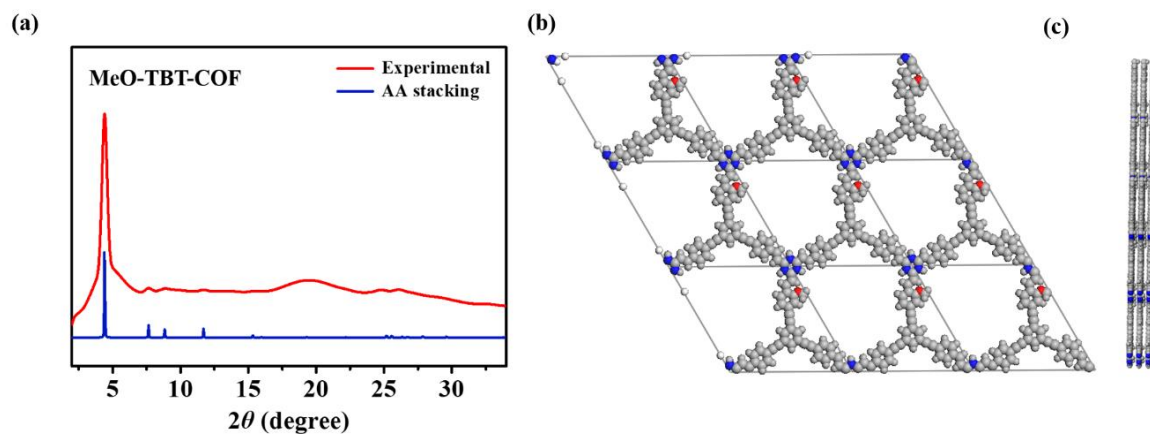 (a)
MeO-TBT-COF
Experimental
AA stacking
5 10 15 20 25 30
2θ (degree)
(b)
(c)